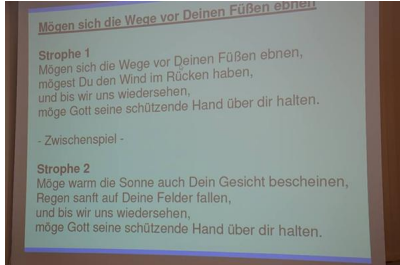 Mögen sich die Wege vor Deinen Füßen ebnen
Strophe 1
Mögen sich die Wege vor Deinen Füßen ebnen,
mögest Du den Wind im Rücken haben,
und bis wir uns wiedersehen,
möge Gott seine schützende Hand über dir halten.
- Zwischenspiel -
Strophe 2
Möge warm die Sonne auch Dein Gesicht bescheinen,
Regen sanft auf Deine Felder fallen,
und bis wir uns wiedersehen,
möge Gott seine schützende Hand über dir halten.